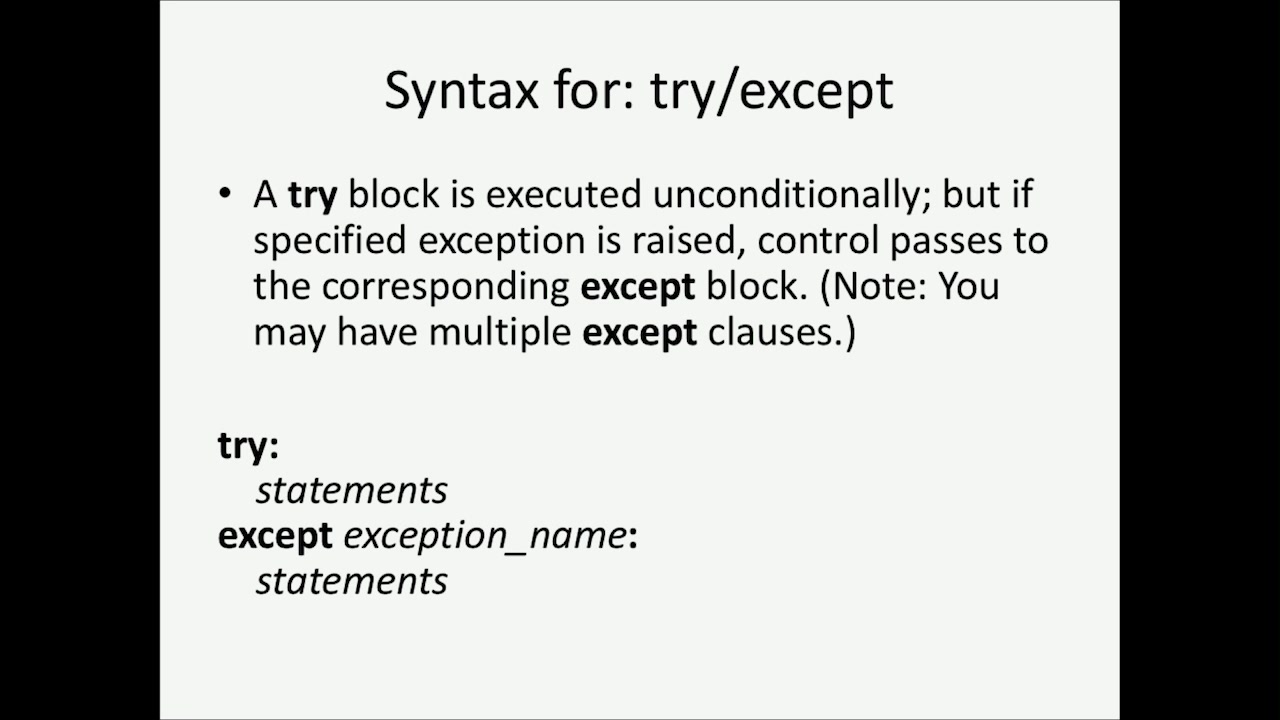 Syntax for: try/except
• A try block is executed unconditionally; but if
specified exception is raised, control passes to
the corresponding except block. (Note: You
may have multiple except clauses.)
try:
statements
except exception_name:
statements